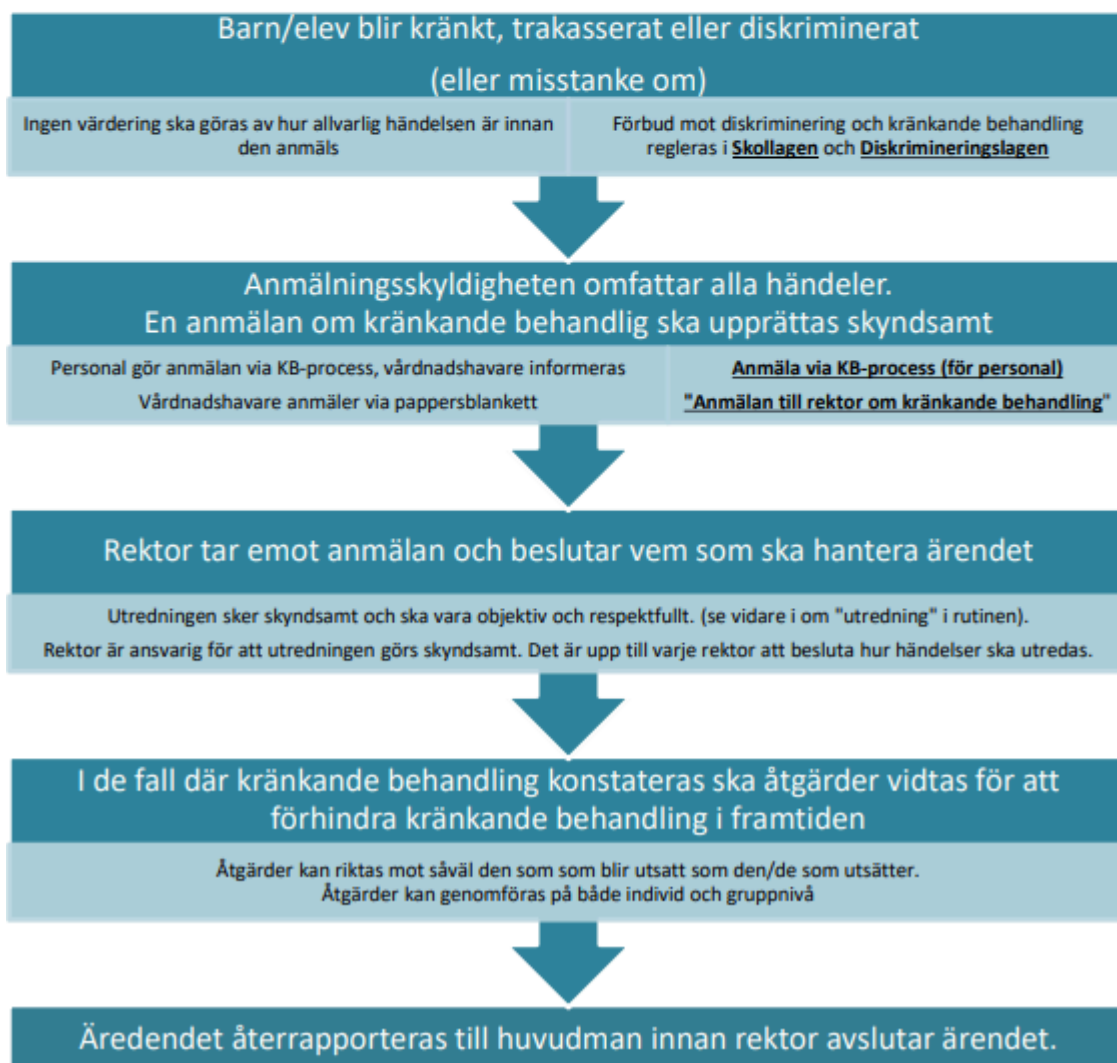 Barn/elev blir kränkt, trakasserat eller diskriminerat
(eller misstanke om)
Ingen värdering ska göras av hur allvarlig händelsen är innan
den anmäls
Förbud mot diskriminering och kränkande behandling
regleras i Skollagen och Diskrimineringslagen
Anmälningsskyldigheten omfattar alla händeler.
En anmälan om kränkande behandlig ska upprättas skyndsamt
Personal gör anmälan via KB-process, vårdnadshavare informeras
Vårdnadshavare anmäler via pappersblankett
Anmäla via KB-process (för personal)
"Anmälan till rektor om kränkande behandling"
Rektor tar emot anmälan och beslutar vem som ska hantera ärendet
Utredningen sker skyndsamt och ska vara objektiv och respektfullt. (se vidare i om "utredning" i rutinen).
Rektor är ansvarig för att utredningen görs skyndsamt. Det är upp till varje rektor att besluta hur händelser ska utredas.
I de fall där kränkande behandling konstateras ska åtgärder vidtas för att
förhindra kränkande behandling i framtiden
Åtgärder kan riktas mot såväl den som som blir utsatt som den/de som utsätter.
Åtgärder kan genomföras på både individ och gruppnivå
Äredendet återrapporteras till huvudman innan rektor avslutar ärendet.